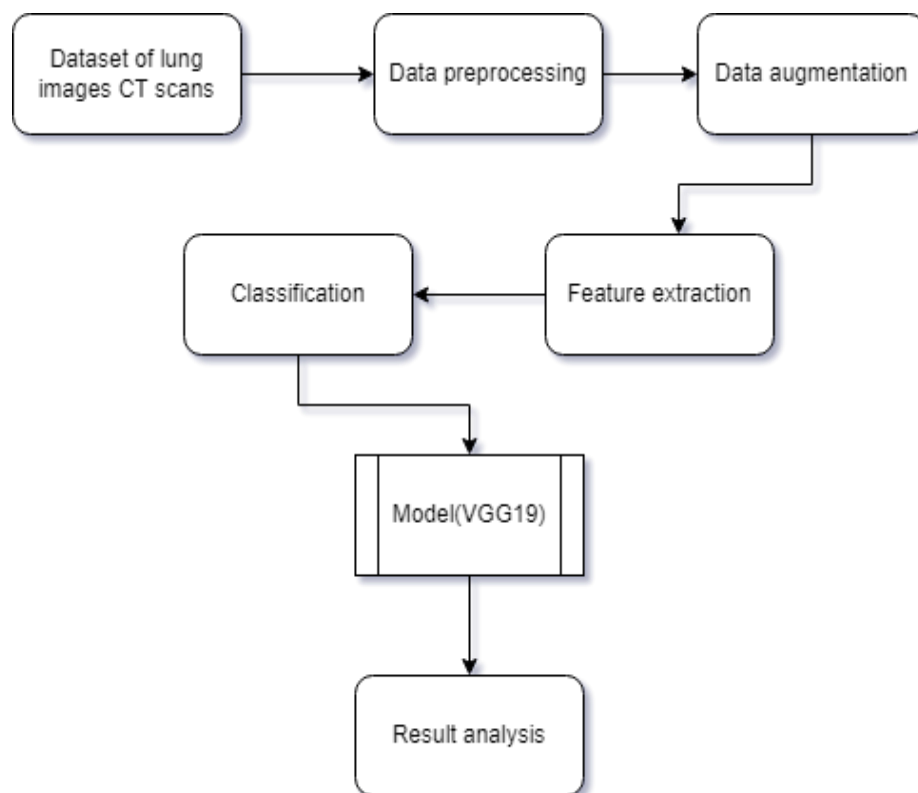 Dataset of lung
images CT scans
Data preprocessing
Data augmentation
Feature extraction
Classification
Model(VGG19)
Result analysis